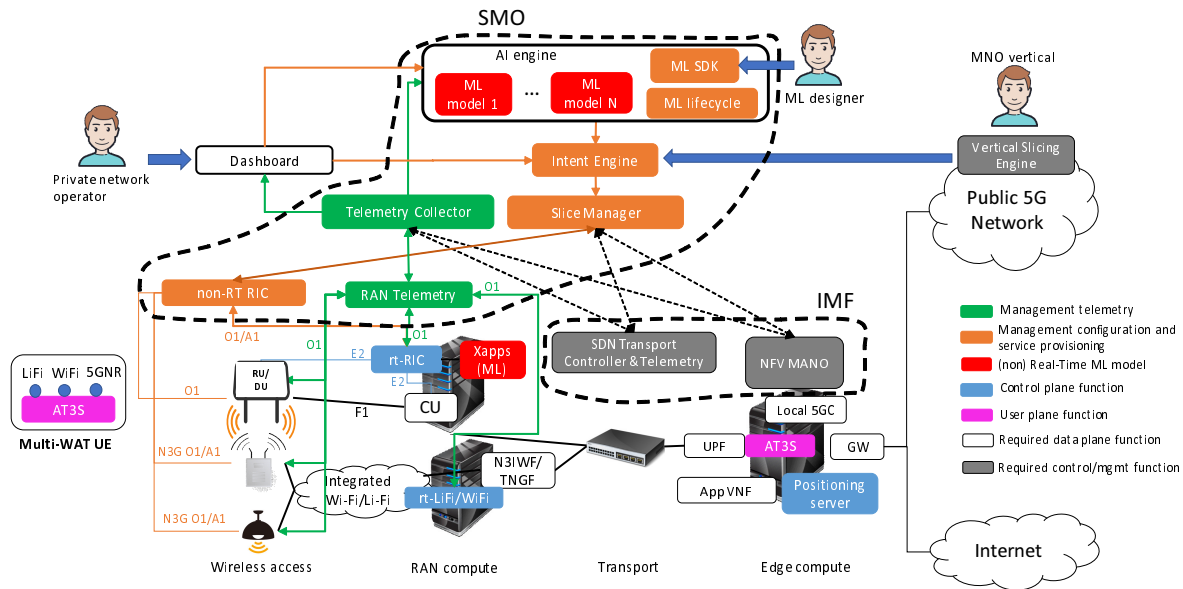 SMO
AI engine
ML SDK
ML
model 1
...
ML
model N
ML lifecycle
ML designer
MNO vertical
Vertical Slicing
Engine
Private network
operator
Dashboard
Intent Engine
Public 5G
Network
Telemetry Collector
Slice Manager
non-RT RIC
RAN Telemetry
O1
IMF
O1/A1
O1
O1
SDN Transport
Controller & Telemetry
NFV MANO
Management telemetry
Management configuration and
service provisioning
(non) Real-Time ML model
Control plane function
User plane function
Required data plane function
Required control/mgmt function
LiFi WiFi 5GNR
AT3S
Multi-WAT UE
O1
E2
RU/
DU
rt-RIC
E2
Xapps
(ML)
CU
F1
Local 5GC
UPF
AT3S
GW
N3G O1/A1
Integrated
Wi-Fi/Li-Fi
N3IWF/
TNGF
rt-LiFi/WiFi
App VNF
Positioning
server
N3G O1/A1
Internet
Wireless access
RAN compute
Transport
Edge compute